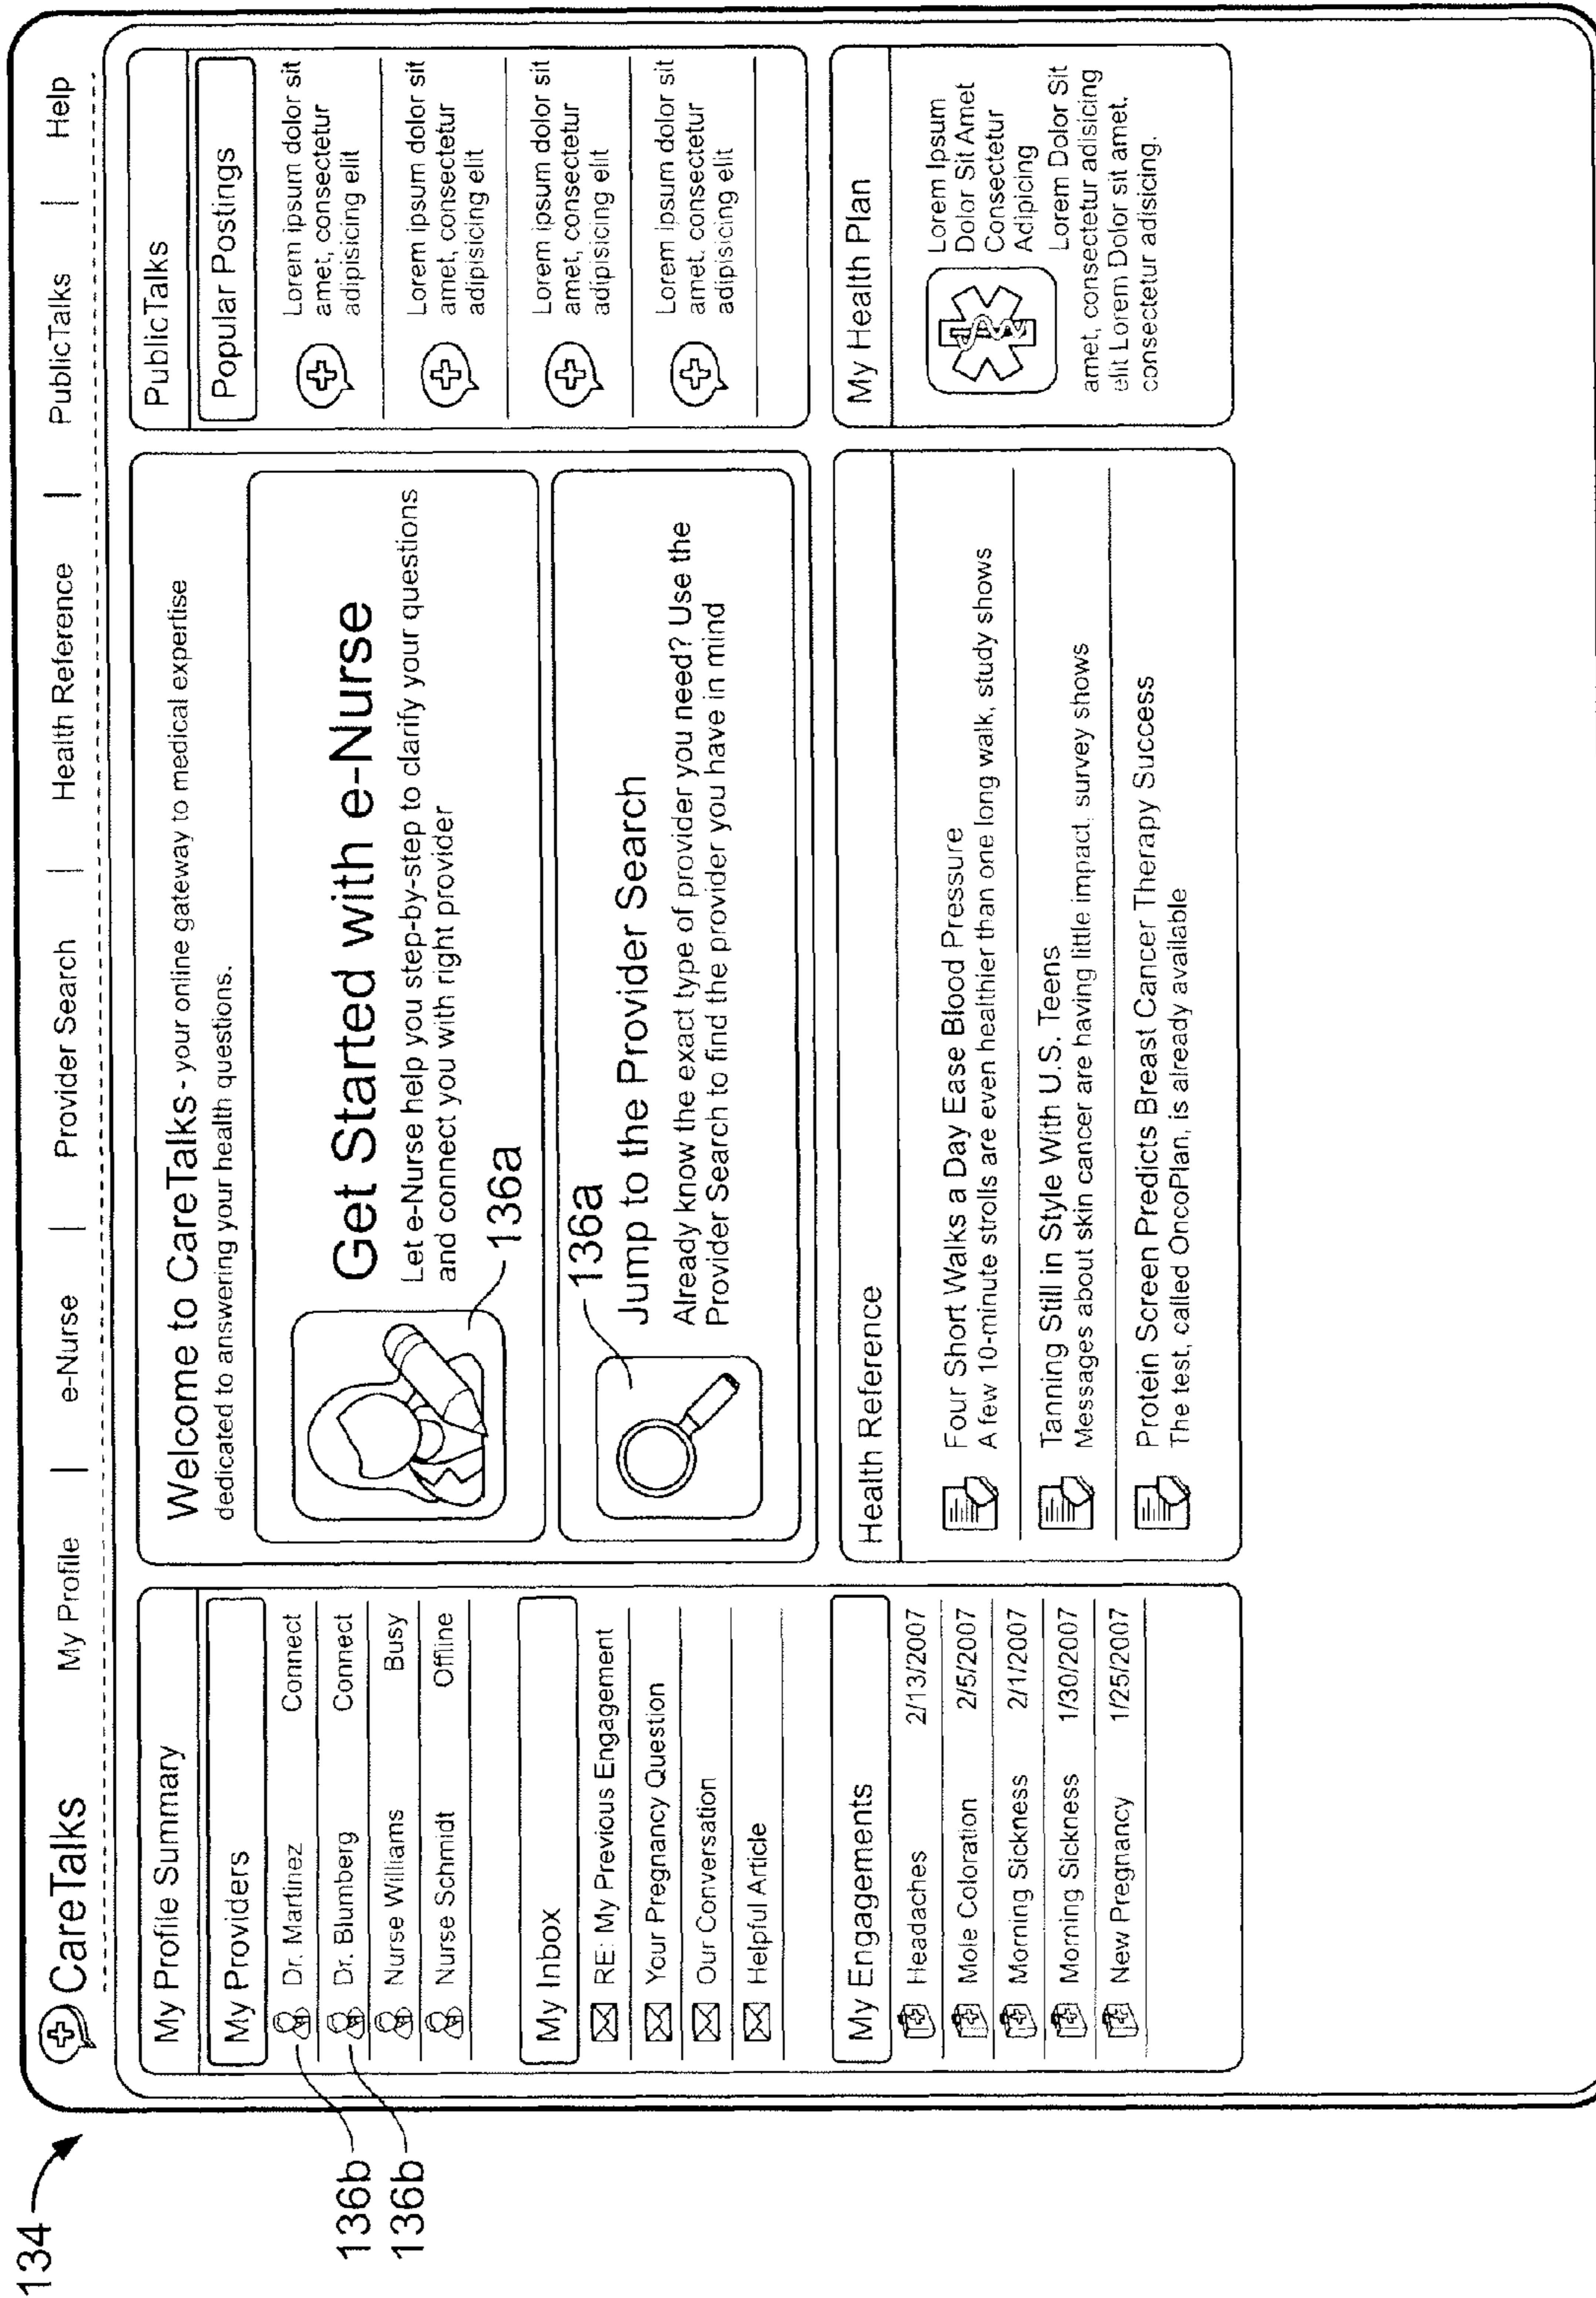 134
CareTalks
My Profile | e-Nurse | Provider Search | Health Reference | PublicTalks | Help
My Profile Summary
My Providers
Dr. Martinez Connect
Dr. Blumberg Connect
Nurse Williams Busy
Nurse Schmidt Offline
136b
136b
My Inbox
RE: My Previous Engagement
Your Pregnancy Question
Our Conversation
Helpful Article
My Engagements
Headaches 2/13/2007
Mole Coloration 2/5/2007
Morning Sickness 2/1/2007
Morning Sickness 1/30/2007
New Pregnancy 1/25/2007
Welcome to CareTalks - your online gateway to medical expertise
dedicated to answering your health questions.
Get Started with e-Nurse
Let e-Nurse help you step-by-step to clarify your questions
and connect you with right provider
136a
136a
Jump to the Provider Search
Already know the exact type of provider you need? Use the
Provider Search to find the provider you have in mind
Health Reference
Four Short Walks a Day Ease Blood Pressure
A few 10-minute strolls are even healthier than one long walk, study shows
Tanning Still in Style With U.S. Teens
Messages about skin cancer are having little impact, survey shows
Protein Screen Predicts Breast Cancer Therapy Success
The test, called OncoPlan, is already available
PublicTalks
Popular Postings
Lorem ipsum dolor sit
amet, consectetur
adipisicing elit
Lorem ipsum dolor sit
amet, consectetur
adipisicing elit
Lorem ipsum dolor sit
amet, consectetur
adipisicing elit
Lorem ipsum dolor sit
amet, consectetur
adipisicing elit
My Health Plan
Lorem Ipsum
Dolor Sit Amet
Consectetur
Adipicing
Lorem Dolor Sit
amet, consectetur adisicing
elit Lorem Dolor sit amet,
consectetur adisicing.